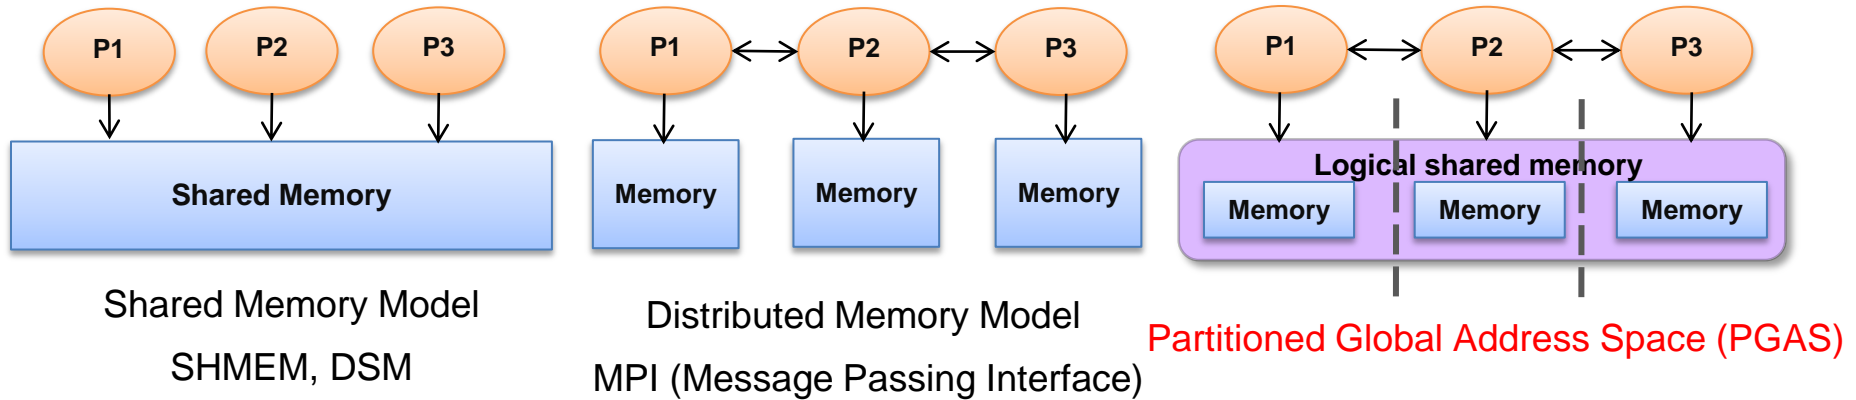 P1
P2
P3
Shared Memory
Shared Memory Model
SHMEM, DSM
P1
P2
P3
Memory
Memory
Memory
Distributed Memory Model
MPI (Message Passing Interface)
P1
P2
P3
Logical shared memory
Memory
Memory
Memory
Partitioned Global Address Space (PGAS)